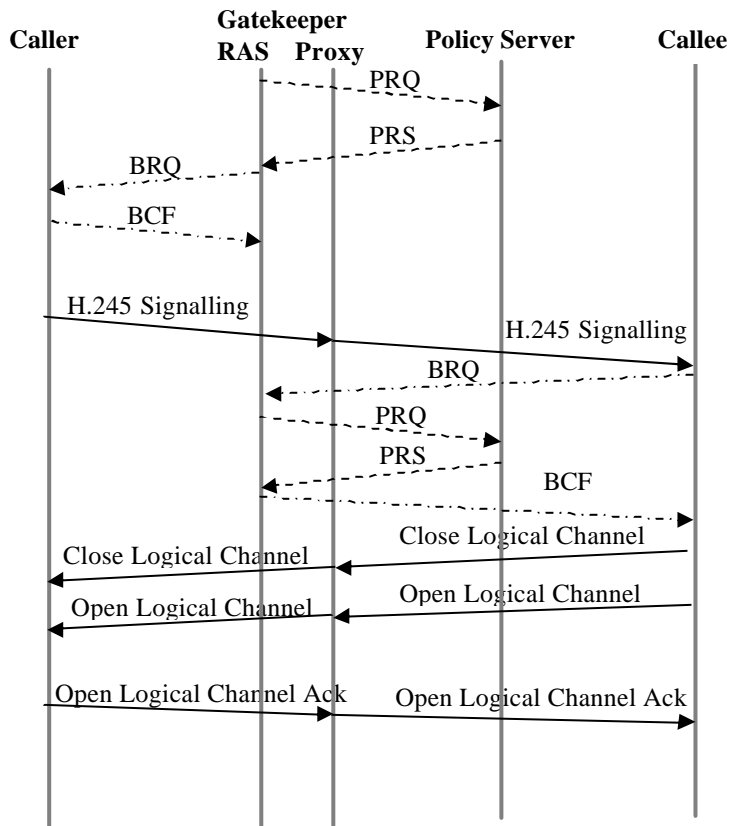 Gatekeeper
Caller
RAS Proxy
Policy Server
Callee
PRQ
PRS
BRQ
BCF
H.245 Signalling
H.245 Signalling
BRQ
PRQ
PRS
BCF
Close Logical Channel
Close Logical Channel
Open Logical Channel
Open Logical Channel
Open Logical Channel Ack
Open Logical Channel Ack